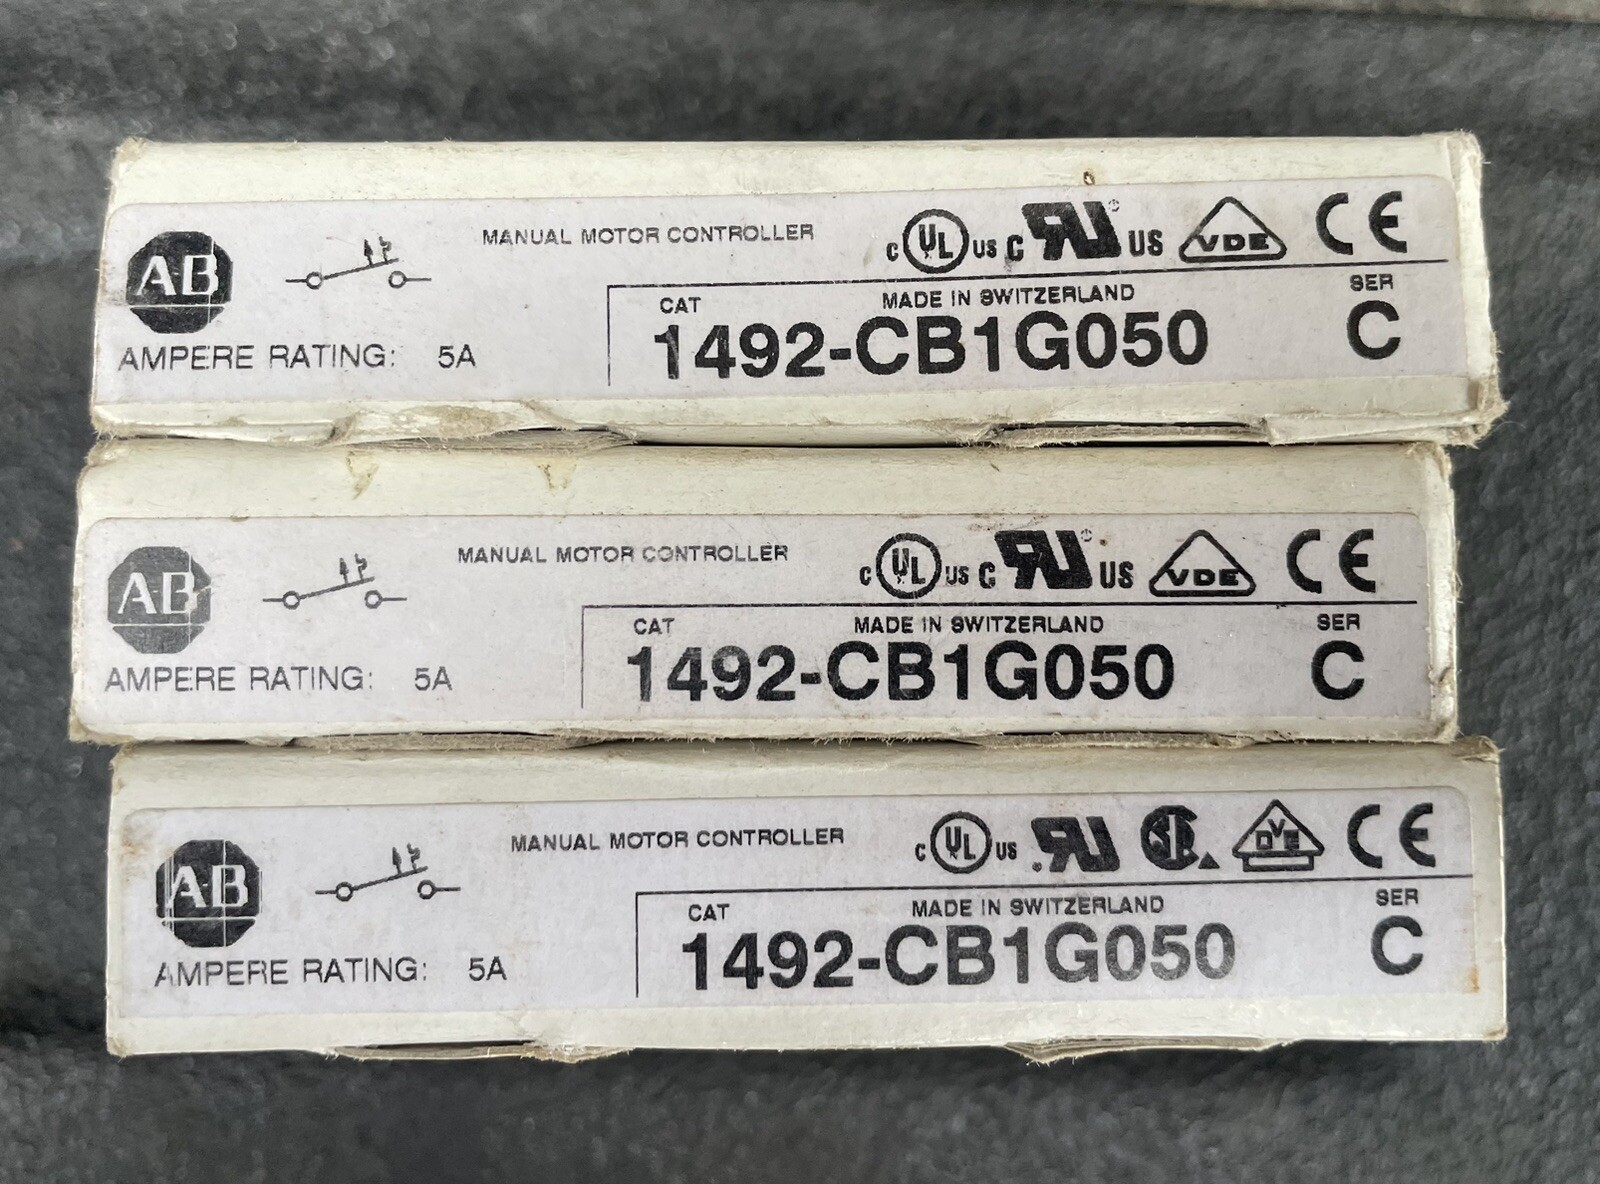 AB MANUAL MOTOR CONTROLLER c UL US c RU ® US VDE CE
CAT MADE IN SWITZERLAND SER
AMPERE RATING: 5A 1492-CB1G050 C
AB MANUAL MOTOR CONTROLLER c UL US c RU ® US VDE CE
CAT MADE IN SWITZERLAND SER
AMPERE RATING: 5A 1492-CB1G050 C
AB MANUAL MOTOR CONTROLLER c UL US RU SA DVE CE
CAT MADE IN SWITZERLAND SER
AMPERE RATING: 5A 1492-CB1G050 C